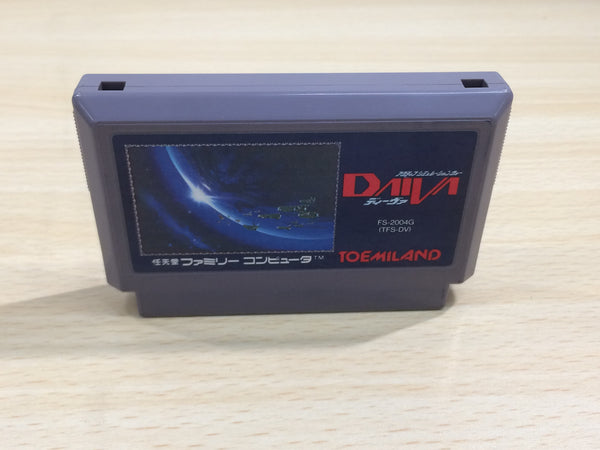 DAIVA
ディーヴァ
FS-2004G
(TFS-DV)
任天堂 ファミリー コンピュータ™
TOEMILAND